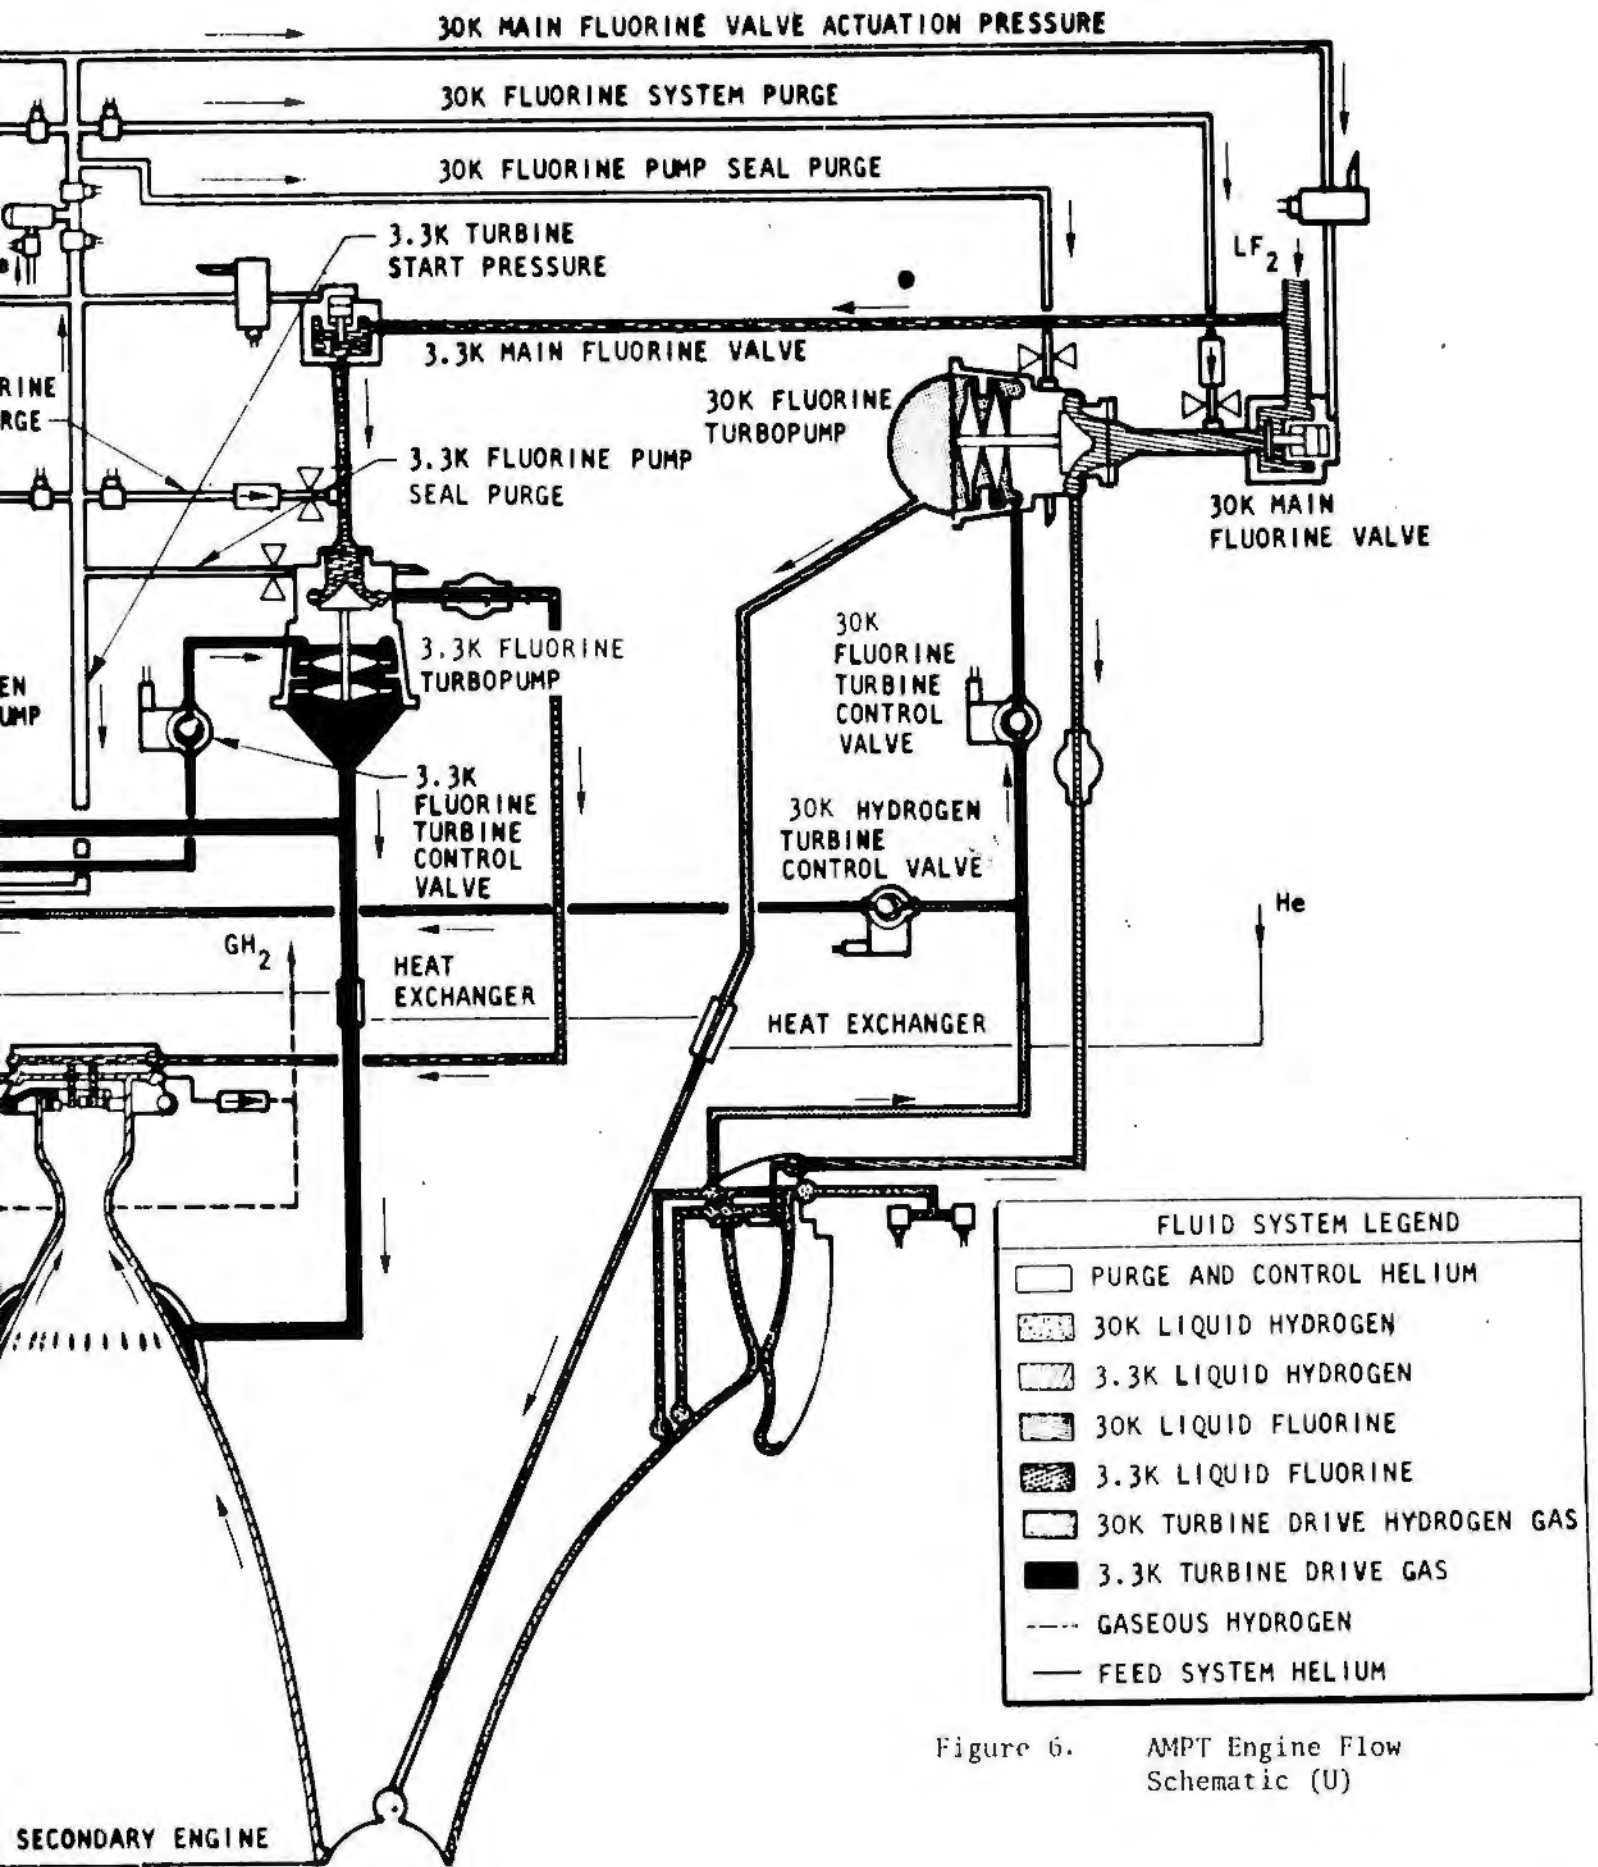 30K MAIN FLUORINE VALVE ACTUATION PRESSURE
30K FLUORINE SYSTEM PURGE
30K FLUORINE PUMP SEAL PURGE
3.3K TURBINE
START PRESSURE
LF2
3.3K MAIN FLUORINE VALVE
RINE
RGE
30K FLUORINE
TURBOPUMP
3.3K FLUORINE PUMP
SEAL PURGE
30K MAIN
FLUORINE VALVE
3.3K FLUORINE
TURBOPUMP
EN
UMP
30K
FLUORINE
TURBINE
CONTROL
VALVE
3.3K
FLUORINE
TURBINE
CONTROL
VALVE
30K HYDROGEN
TURBINE
CONTROL VALVE
He
GH2
HEAT
EXCHANGER
HEAT EXCHANGER
FLUID SYSTEM LEGEND
PURGE AND CONTROL HELIUM
30K LIQUID HYDROGEN
3.3K LIQUID HYDROGEN
30K LIQUID FLUORINE
3.3K LIQUID FLUORINE
30K TURBINE DRIVE HYDROGEN GAS
3.3K TURBINE DRIVE GAS
GASEOUS HYDROGEN
FEED SYSTEM HELIUM
Figure 6. AMPT Engine Flow
Schematic (U)
SECONDARY ENGINE